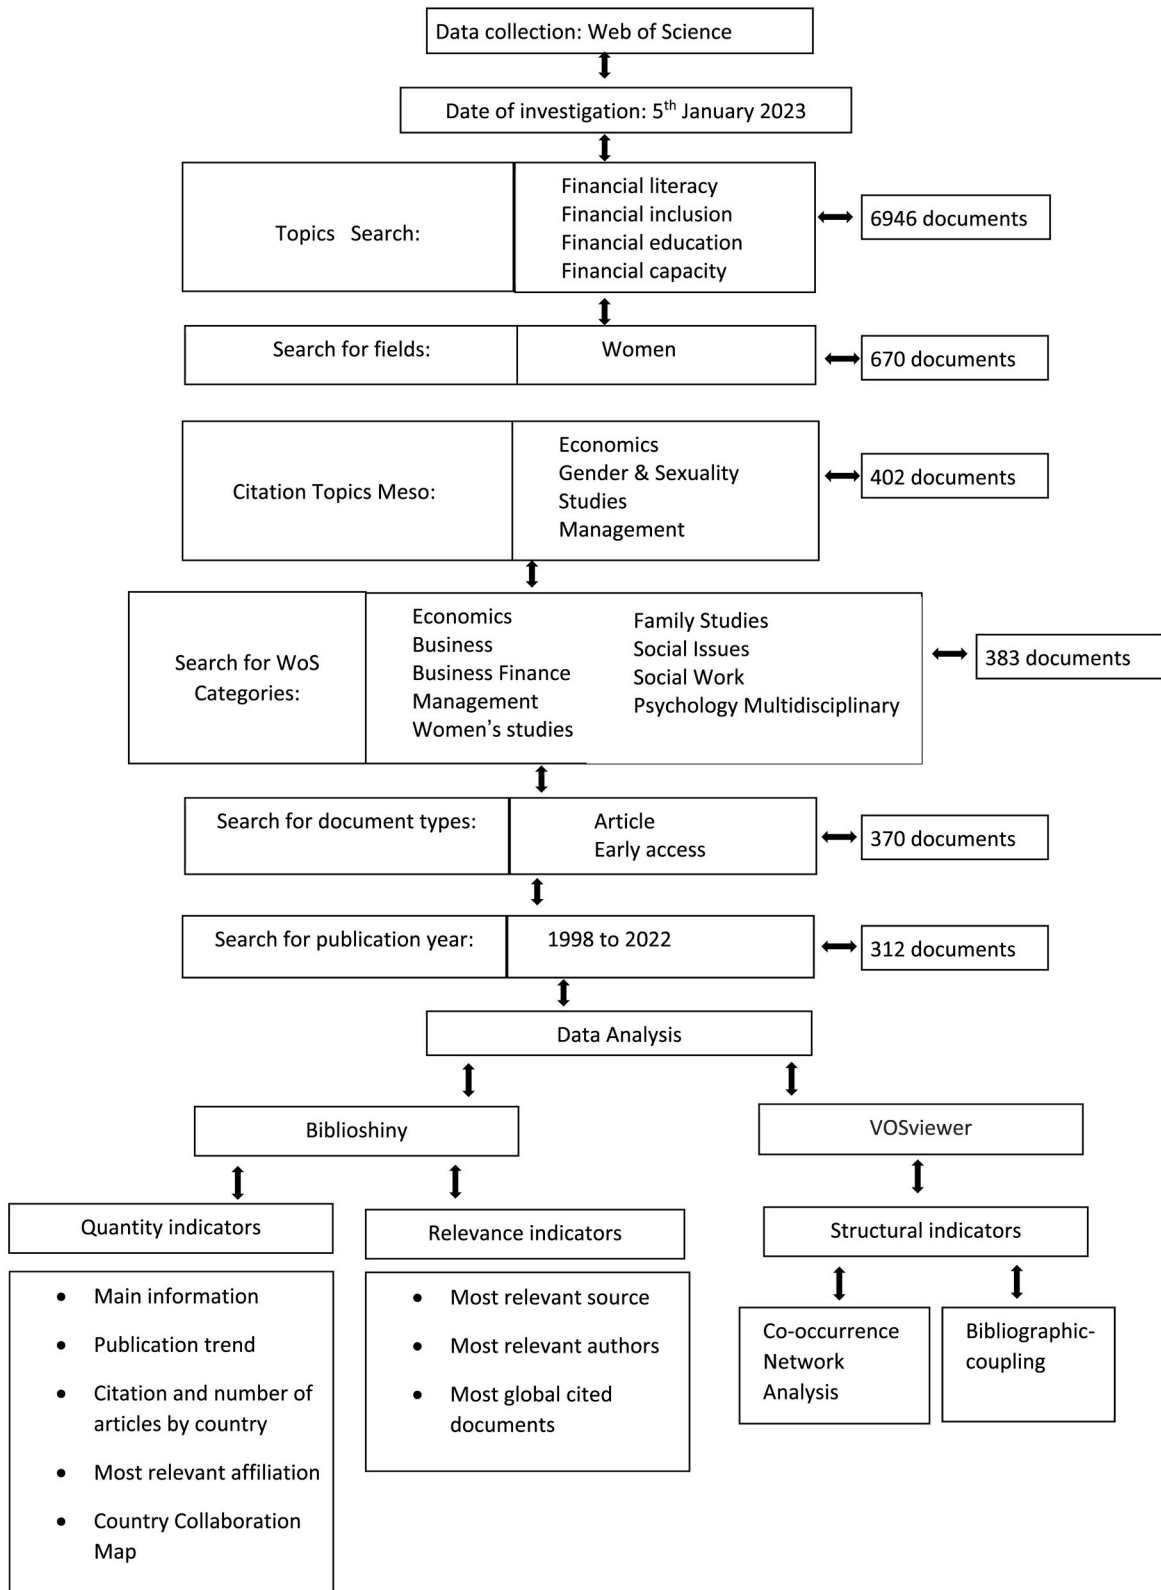 Data collection: Web of Science
Date of investigation: 5th January 2023
Topics Search:
Financial literacy
Financial inclusion
Financial education
Financial capacity
6946 documents
Search for fields:
Women
670 documents
Citation Topics Meso:
Economics
Gender & Sexuality
Studies
Management
402 documents
Search for WoS
Categories:
Economics
Business
Business Finance
Management
Women's studies
Family Studies
Social Issues
Social Work
Psychology Multidisciplinary
383 documents
Search for document types:
Article
Early access
370 documents
Search for publication year:
1998 to 2022
312 documents
Data Analysis
Biblioshiny
VOSviewer
Quantity indicators
Relevance indicators
Structural indicators
• Main information
• Publication trend
• Citation and number of
articles by country
• Most relevant affiliation
• Country Collaboration
Map
• Most relevant source
• Most relevant authors
• Most global cited
documents
Co-occurrence
Network
Analysis
Bibliographic-
coupling